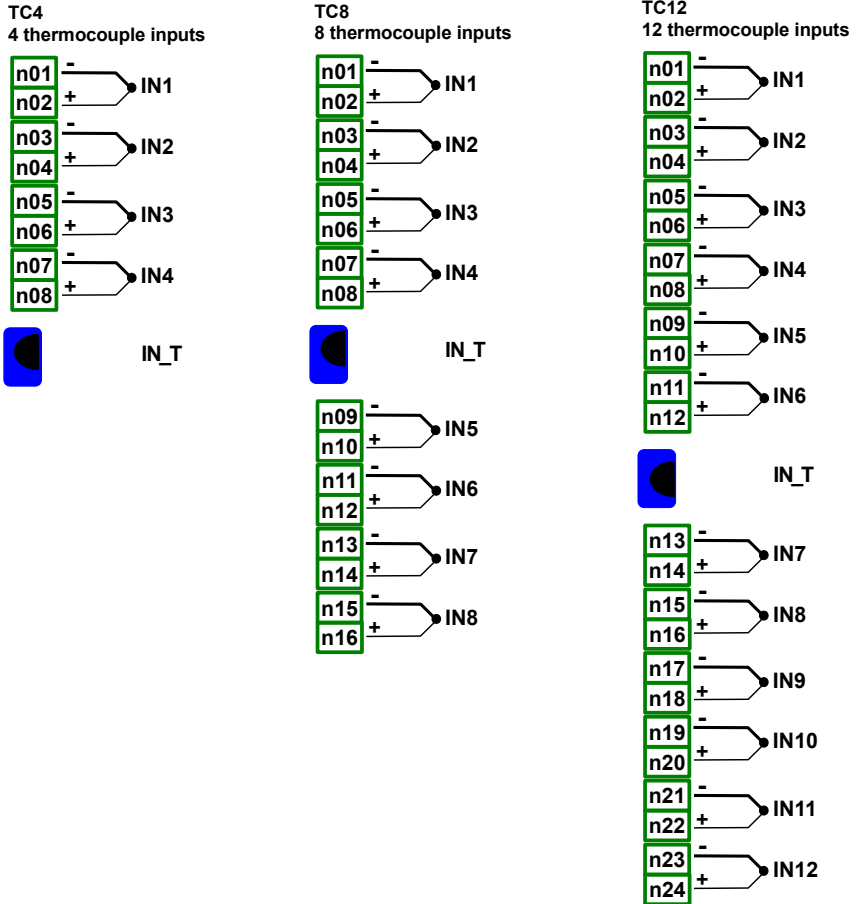 TC4
4 thermocouple inputs
n01 -
IN1
n02 +
n03 -
IN2
n04 +
n05 -
IN3
n06 +
n07 -
IN4
n08 +
IN_T
TC8
8 thermocouple inputs
n01 -
IN1
n02 +
n03 -
IN2
n04 +
n05 -
IN3
n06 +
n07 -
IN4
n08 +
IN_T
n09 -
IN5
n10 +
n11 -
IN6
n12 +
n13 -
IN7
n14 +
n15 -
IN8
n16 +
TC12
12 thermocouple inputs
n01 -
IN1
n02 +
n03 -
IN2
n04 +
n05 -
IN3
n06 +
n07 -
IN4
n08 +
n09 -
IN5
n10 +
n11 -
IN6
n12 +
IN_T
n13 -
IN7
n14 +
n15 -
IN8
n16 +
n17 -
IN9
n18 +
n19 -
IN10
n20 +
n21 -
IN11
n22 +
n23 -
IN12
n24 +